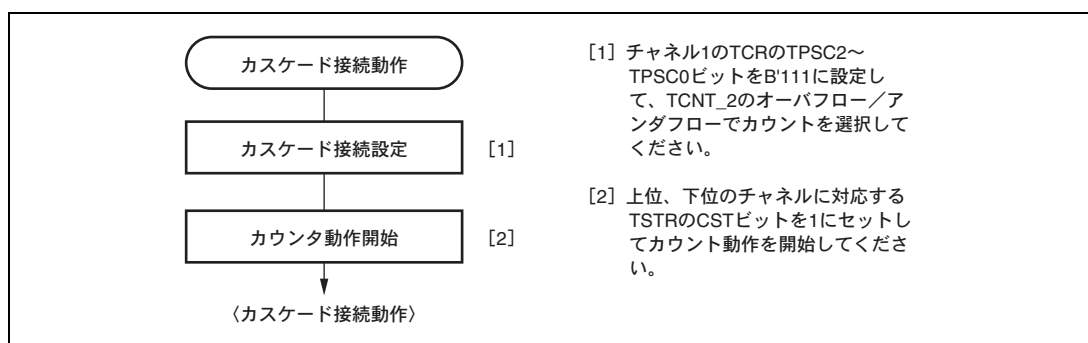 カスケード接続動作
カスケード接続設定 [1]
カウンタ動作開始 [2]
〈カスケード接続動作〉
[1] チャネル1のTCRのTPSC2～
TPSC0ビットをB'111に設定し
て、TCNT_2のオーバフロー／ア
ンダフローでカウントを選択して
ください。
[2] 上位、下位のチャネルに対応する
TSTRのCSTビットを1にセットし
てカウント動作を開始してくださ
い。